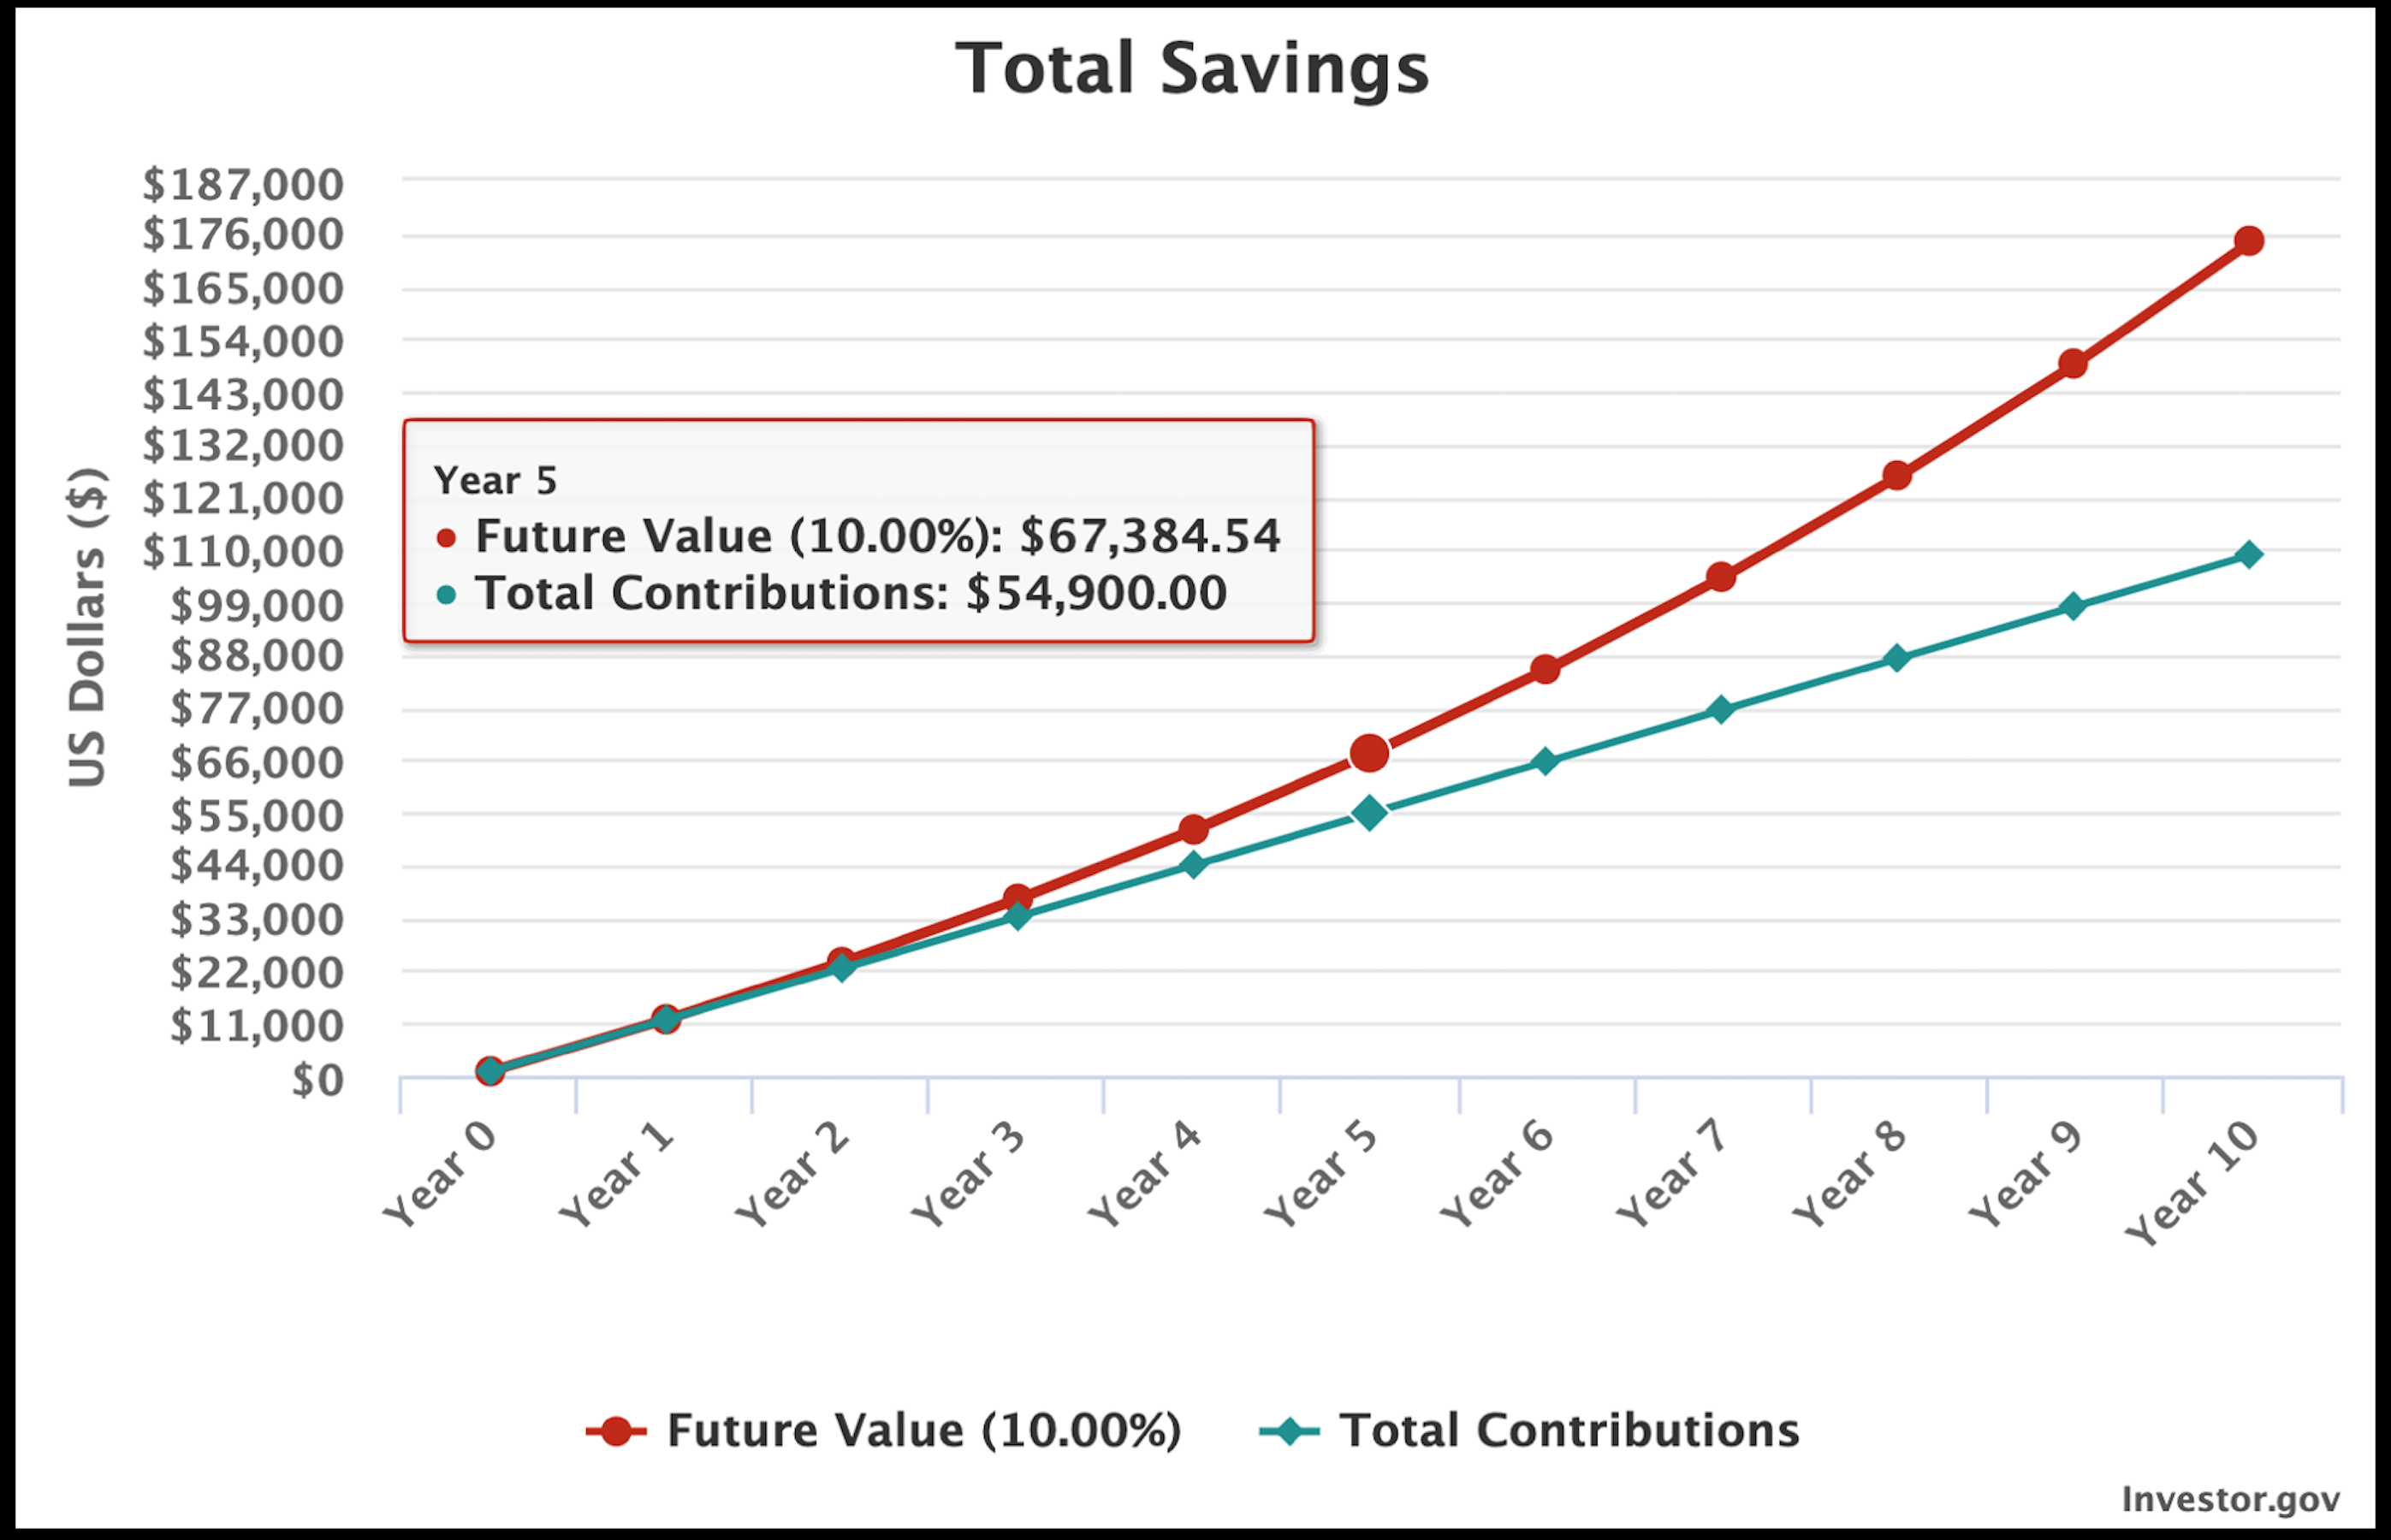 Total Savings
US Dollars ($)
$187,000
$176,000
$165,000
$154,000
$143,000
$132,000
$121,000
$110,000
$99,000
$88,000
$77,000
$66,000
$55,000
$44,000
$33,000
$22,000
$11,000
$0
Year 5
Future Value (10.00%): $67,384.54
Total Contributions: $54,900.00
Year 0
Year 1
Year 2
Year 3
Year 4
Year 5
Year 6
Year 7
Year 8
Year 9
Year 10
Future Value (10.00%)
Total Contributions
Investor.gov